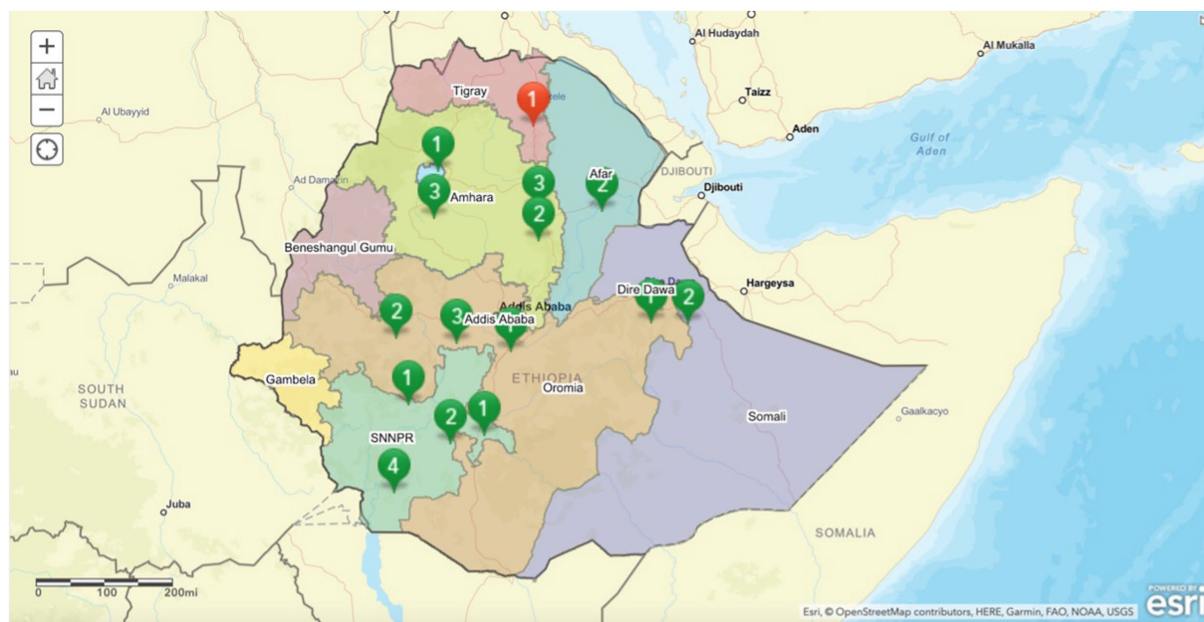 +
−
Al Hudaydah
Al Mukalla
Taizz
Aden
Gulf of
Aden
Al Ubayyid
Tigray
1
1
Ad Damazin
3
Amhara
3
2
Afar
2
DJIBOUTI
Djibouti
Beneshangul Gumu
Malakal
Hargeysa
Dire Dawa
1
2
2
3
Addis Ababa
Addis Ababa
1
SOUTH
SUDAN
Gambela
1
ETHIOPIA
Oromia
Somali
Gaalkacyo
2
1
SNNPR
4
Juba
SOMALIA
0 100 200mi
Esri, © OpenStreetMap contributors, HERE, Garmin, FAO, NOAA, USGS
POWERED BY
esri